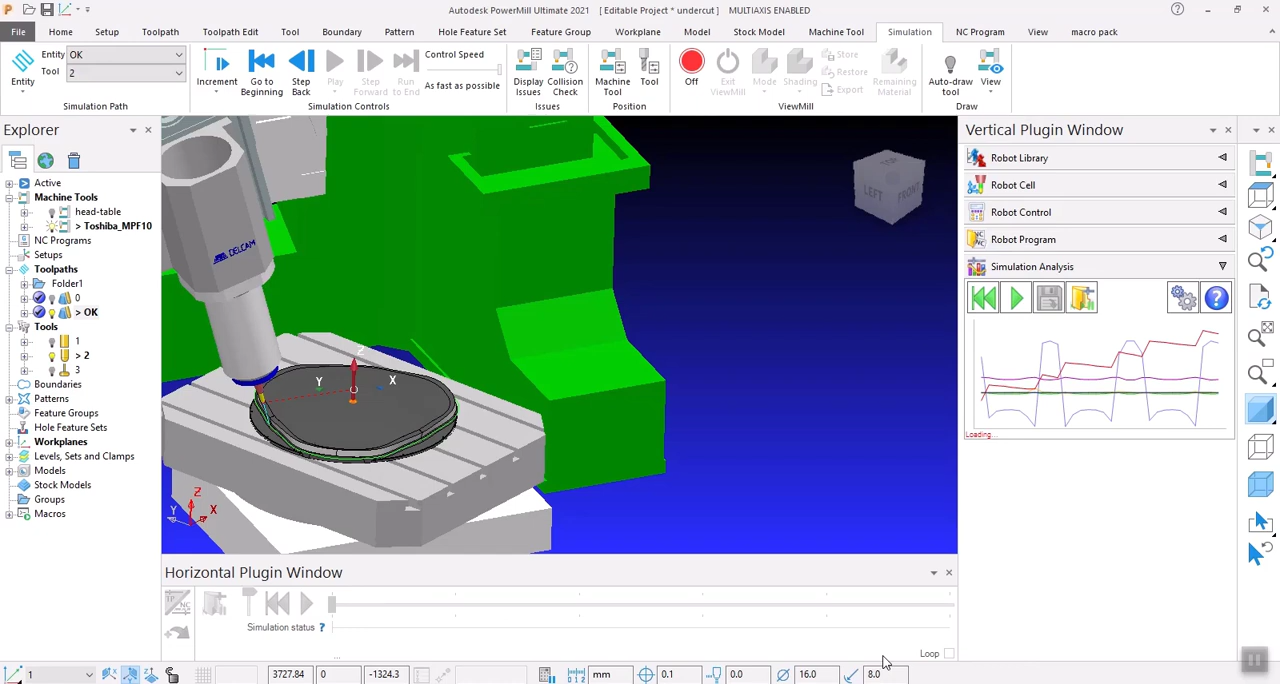 Autodesk PowerMill Ultimate 2021 [ Editable Project * undercut ] MULTIAXIS ENABLED
File Home Setup Toolpath Toolpath Edit Tool Boundary Pattern Hole Feature Set Feature Group Workplane Model Stock Model Machine Tool Simulation NC Program View macro pack
Entity
Entity OK
Tool 2
Simulation Path
Increment
Go to Beginning
Step Back
Play
Step Forward
Run to End
Control Speed
As fast as possible
Simulation Controls
Display Issues
Collision Check
Issues
Machine Tool
Tool
Position
Off
Exit ViewMill
Mode
Shading
Store
Restore
Export
Remaining Material
ViewMill
Auto-draw tool
View
Draw
Explorer
Active
Machine Tools
head-table
> Toshiba_MPF10
NC Programs
Setups
Toolpaths
Folder1
0
> OK
Tools
1
> 2
3
Boundaries
Patterns
Feature Groups
Hole Feature Sets
Workplanes
Levels, Sets and Clamps
Models
Stock Models
Groups
Macros
DELCAM
LEFT FRONT
Z
Y X
Z
Y X
Vertical Plugin Window
Robot Library
Robot Cell
Robot Control
Robot Program
Simulation Analysis
Loading...
Horizontal Plugin Window
TP NC
Simulation status ?
...
Loop
1 3727.84 0 -1324.3 mm 0.1 0.0 16.0 8.0